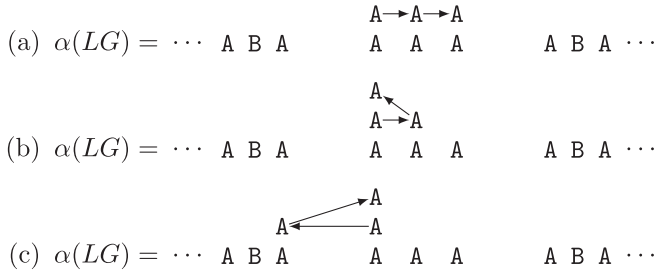 A A A
(a) α(LG) = ··· A B A A A A A B A ···
A
A A
(b) α(LG) = ··· A B A A A A A B A ···
A
A A
(c) α(LG) = ··· A B A A A A A B A ···